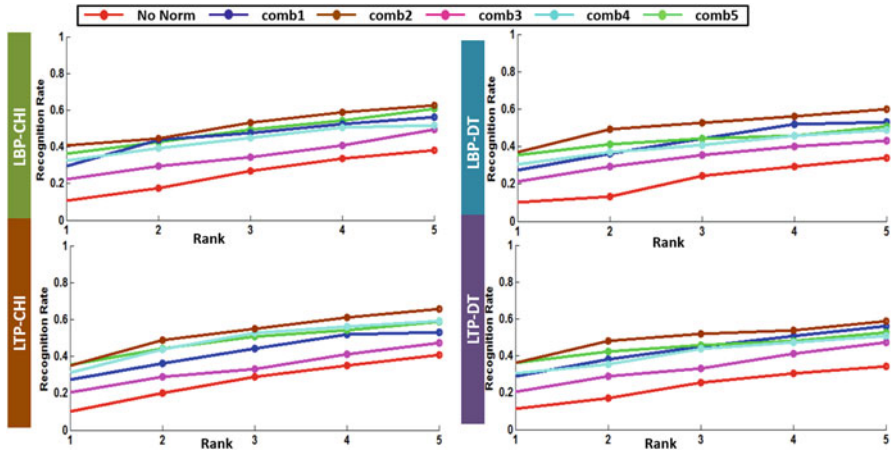 No Norm comb1 comb2 comb3 comb4 comb5
LBP-CHI
Recognition Rate
1
0.8
0.6
0.4
0.2
0
1 2 3 4 5
Rank
LBP-DT
Recognition Rate
1
0.8
0.6
0.4
0.2
0
1 2 3 4 5
Rank
LTP-CHI
Recognition Rate
1
0.8
0.6
0.4
0.2
0
1 2 3 4 5
Rank
LTP-DT
Recognition Rate
1
0.8
0.6
0.4
0.2
0
1 2 3 4 5
Rank